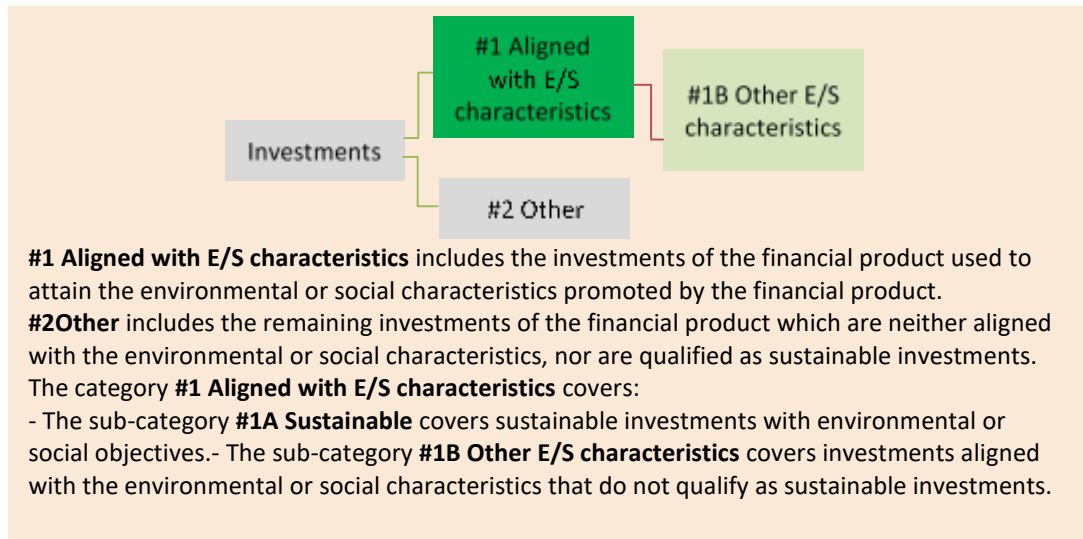 #1 Aligned
with E/S
characteristics
#1B Other E/S
characteristics
Investments
#2 Other
#1 Aligned with E/S characteristics includes the investments of the financial product used to
attain the environmental or social characteristics promoted by the financial product.
#2Other includes the remaining investments of the financial product which are neither aligned
with the environmental or social characteristics, nor are qualified as sustainable investments.
The category #1 Aligned with E/S characteristics covers:
- The sub-category #1A Sustainable covers sustainable investments with environmental or
social objectives.- The sub-category #1B Other E/S characteristics covers investments aligned
with the environmental or social characteristics that do not qualify as sustainable investments.